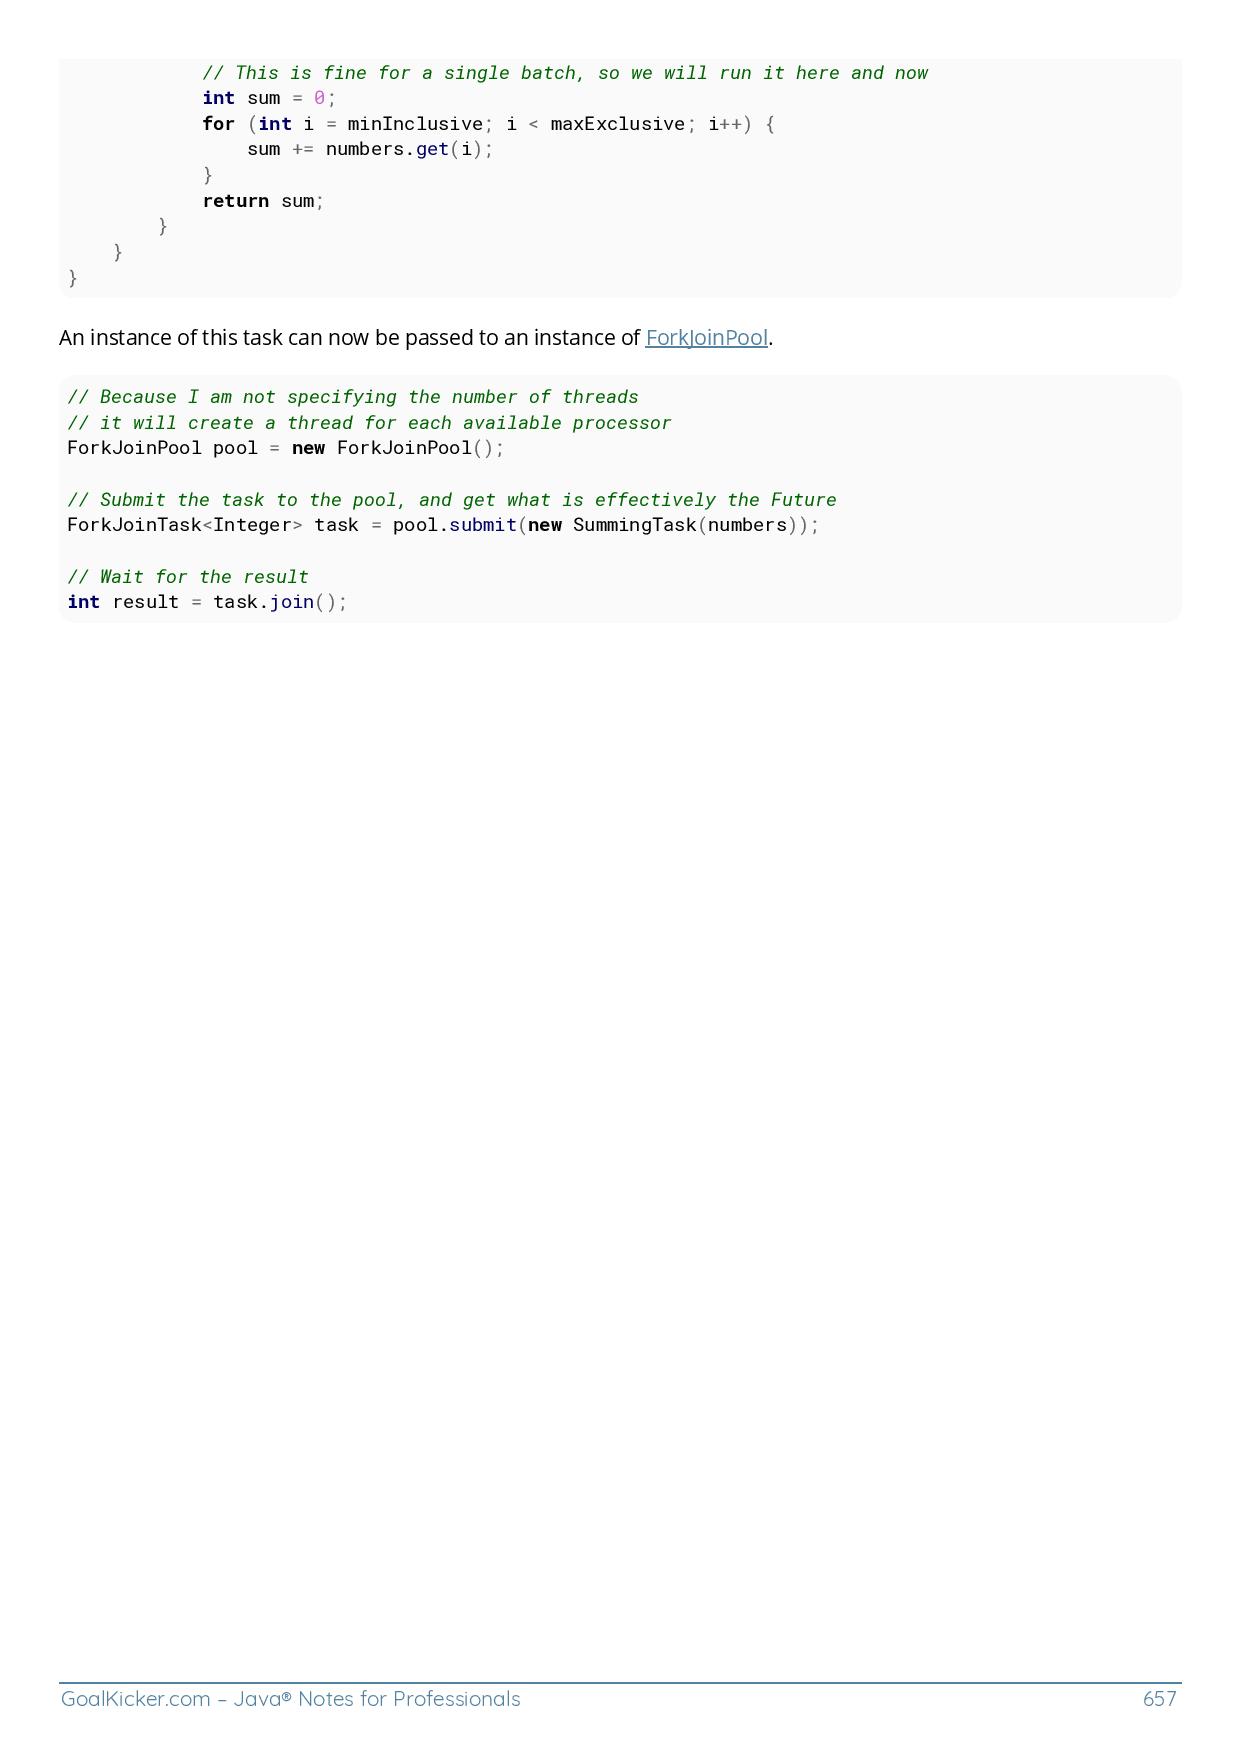 // This is fine for a single batch, so we will run it here and now
            int sum = 0;
            for (int i = minInclusive; i < maxExclusive; i++) {
                sum += numbers.get(i);
            }
            return sum;
        }
    }
}
An instance of this task can now be passed to an instance of ForkJoinPool.
// Because I am not specifying the number of threads
// it will create a thread for each available processor
ForkJoinPool pool = new ForkJoinPool();
// Submit the task to the pool, and get what is effectively the Future
ForkJoinTask<Integer> task = pool.submit(new SummingTask(numbers));
// Wait for the result
int result = task.join();
GoalKicker.com – Java® Notes for Professionals 657